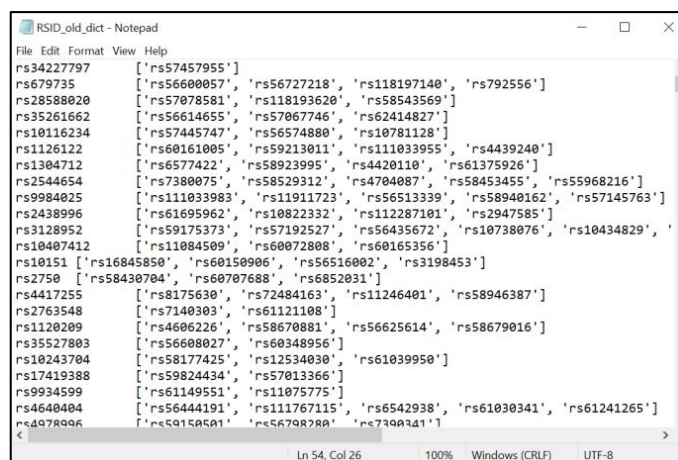 RSID_old_dict - Notepad
File Edit Format View Help
rs34227797 ['rs57457955']
rs679735 ['rs56600057', 'rs56727218', 'rs118197140', 'rs792556']
rs28588020 ['rs57078581', 'rs118193620', 'rs58543569']
rs35261662 ['rs56614655', 'rs57067746', 'rs62414827']
rs10116234 ['rs57445747', 'rs56574880', 'rs10781128']
rs1126122 ['rs60161005', 'rs59213011', 'rs111033955', 'rs4439240']
rs1304712 ['rs6577422', 'rs58923995', 'rs4420110', 'rs61375926']
rs2544654 ['rs7380075', 'rs58529312', 'rs4704087', 'rs58453455', 'rs55968216']
rs9984025 ['rs111033983', 'rs11911723', 'rs56513339', 'rs58940162', 'rs57145763']
rs2438996 ['rs61695962', 'rs10822332', 'rs112287101', 'rs2947585']
rs3128952 ['rs59175373', 'rs57192527', 'rs56435672', 'rs10738076', 'rs10434829', '
rs10407412 ['rs11084509', 'rs60072808', 'rs60165356']
rs10151 ['rs16845850', 'rs60150906', 'rs56516002', 'rs3198453']
rs2750 ['rs58430704', 'rs60707688', 'rs6852031']
rs4417255 ['rs8175630', 'rs72484163', 'rs11246401', 'rs58946387']
rs2763548 ['rs7140303', 'rs61121108']
rs1120209 ['rs4606226', 'rs58670881', 'rs56625614', 'rs58679016']
rs35527803 ['rs56608027', 'rs60348956']
rs10243704 ['rs58177425', 'rs12534030', 'rs61039950']
rs17419388 ['rs59824434', 'rs57013366']
rs9934599 ['rs61149551', 'rs11075775']
rs4640404 ['rs56444191', 'rs111767115', 'rs6542938', 'rs61030341', 'rs61241265']
rs4978996 ['rs59150501', 'rs56798280', 'rs7390341']
Ln 54, Col 26 100% Windows (CRLF) UTF-8